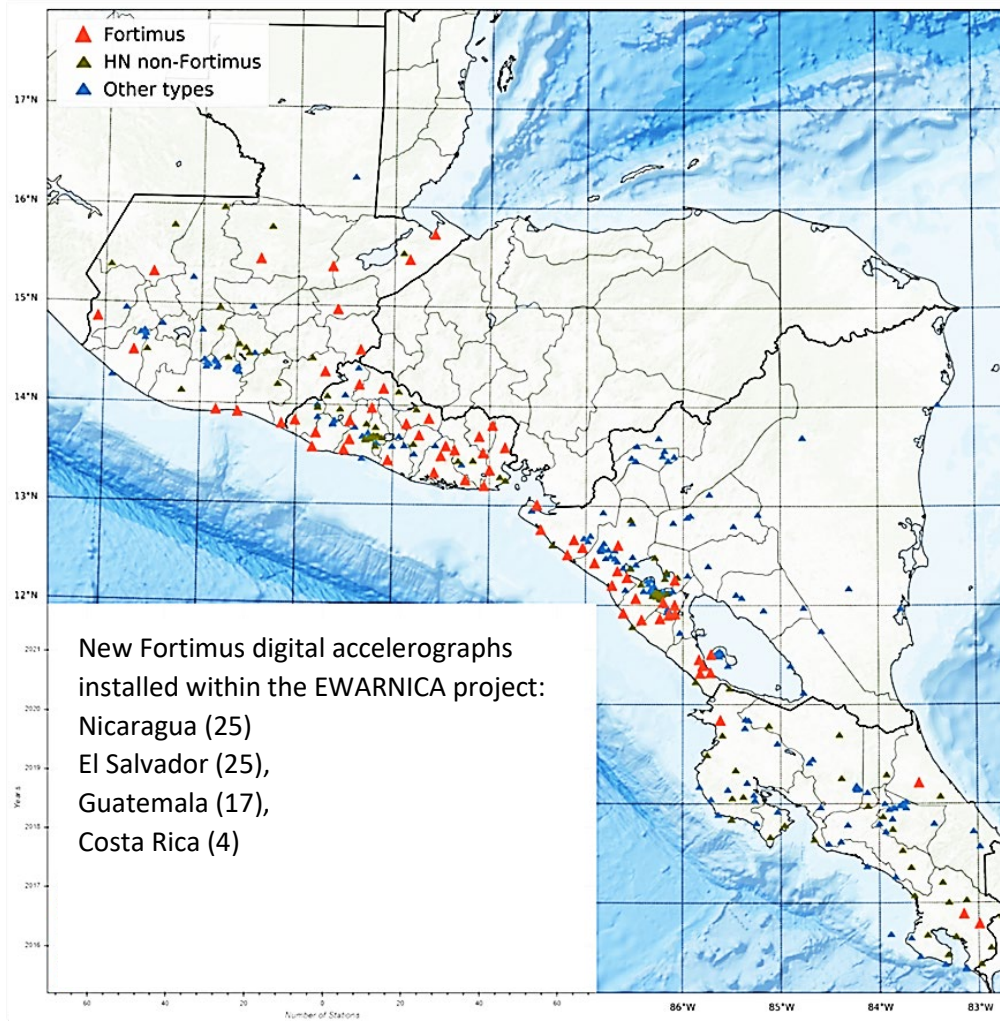 Fortimus
HN non-Fortimus
Other types
17°N
16°N
15°N
14°N
13°N
12°N
New Fortimus digital accelerographs
installed within the EWARNICA project:
Nicaragua (25)
El Salvador (25),
Guatemala (17),
Costa Rica (4)
2021
2020
2019
2018
2017
2016
Years
60 40 20 0 20 40 60
Number of Stations
86°W 85°W 84°W 83°W